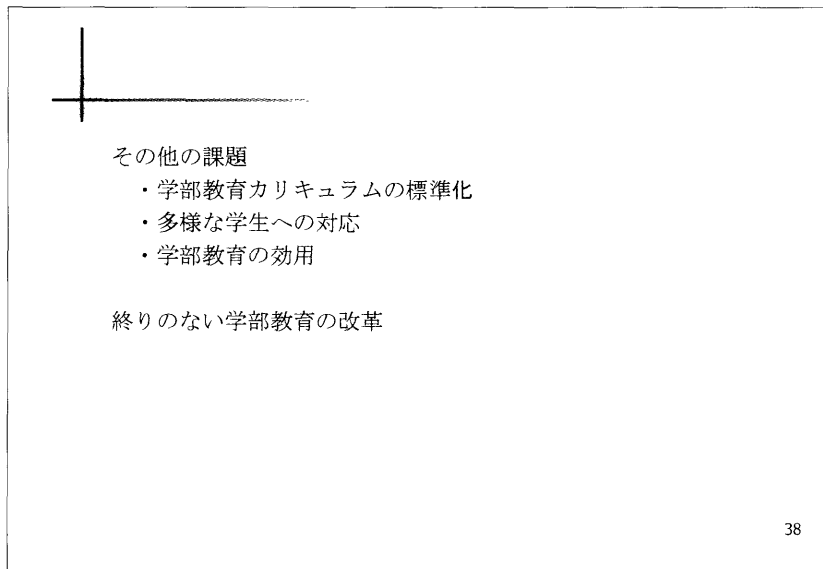 その他の課題
・学部教育カリキュラムの標準化
・多様な学生への対応
・学部教育の効用
終りのない学部教育の改革
38